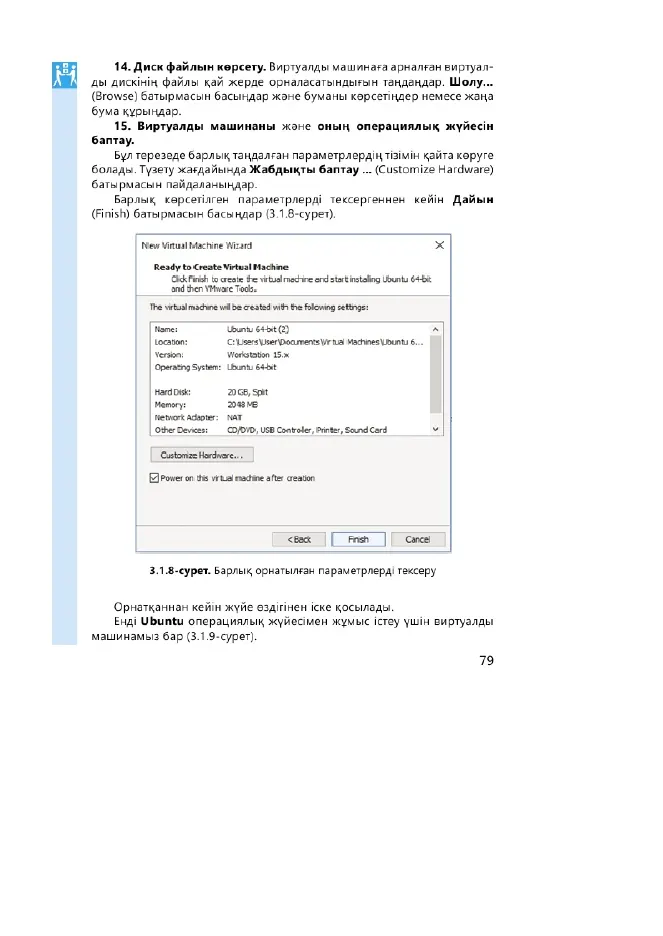 14. Диск файлын көрсету. Виртуалды машинаға арналған виртуал-
ды дискінің файлы қай жерде орналасатындығын таңдаңдар. Шолу...
(Browse) батырмасын басыңдар және буманы көрсетіңдер немесе жаңа
бума құрыңдар.
15. Виртуалды машинаны және оның операциялық жүйесін
баптау.
Бұл терезеде барлық таңдалған параметрлердің тізімін қайта көруге
болады. Түзету жағдайында Жабдықты баптау ... (Customize Hardware)
батырмасын пайдаланыңдар.
Барлық көрсетілген параметрлерді тексергеннен кейін Дайын
(Finish) батырмасын басыңдар (3.1.8-сурет).
New Virtual Machine Wizard
Ready to Create Virtual Machine
Click Finish to create the virtual machine and start installing Ubuntu 64-bit
and then VMware Tools.
The virtual machine will be created with the following settings:
Name: Ubuntu 64-bit (2)
Location: C:\Users\User\Documents\Virtual Machines\Ubuntu 6...
Version: Workstation 15.x
Operating System: Ubuntu 64-bit
Hard Disk: 20 GB, Split
Memory: 2048 MB
Network Adapter: NAT
Other Devices: CD/DVD, USB Controller, Printer, Sound Card
Customize Hardware...
Power on this virtual machine after creation
< Back Finish Cancel
3.1.8-сурет. Барлық орнатылған параметрлерді тексеру
Орнатқаннан кейін жүйе өздігінен іске қосылады.
Енді Ubuntu операциялық жүйесімен жұмыс істеу үшін виртуалды
машинамыз бар (3.1.9-сурет).
79